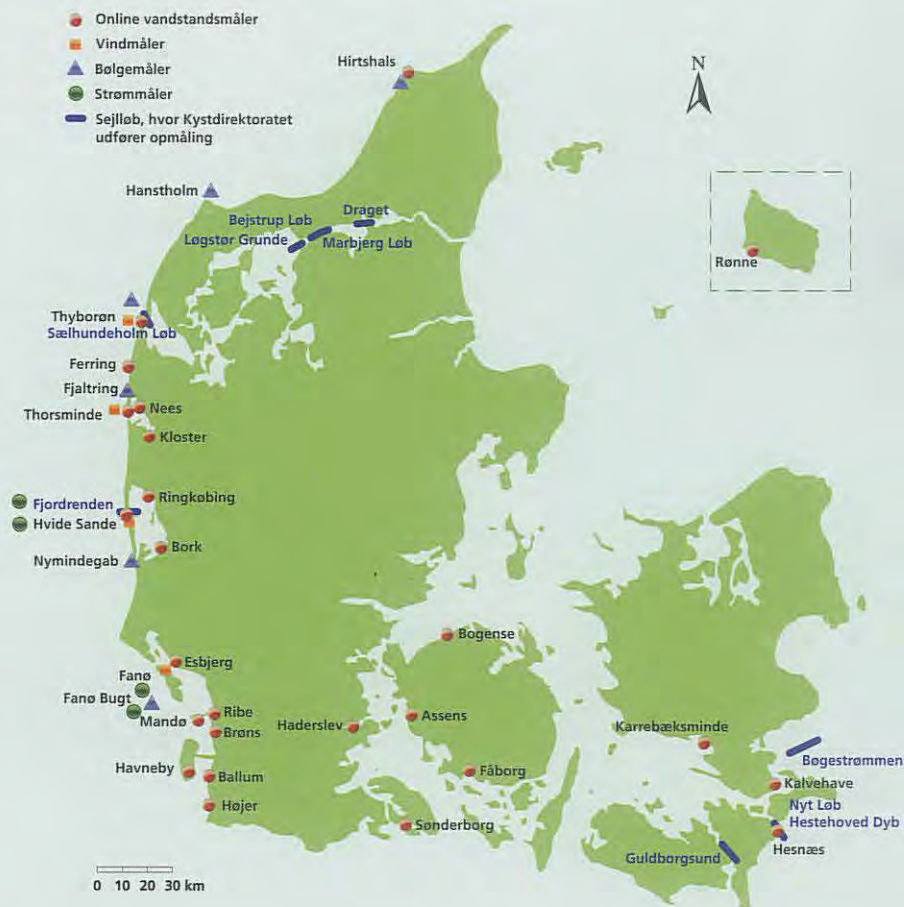 Online vandstandsmåler
Vindmåler
Bølgemåler
Strømmåler
Sejlløb, hvor Kystdirektoratet
udfører opmåling
Hirtshals
N
Hanstholm
Draget
Bejstrup Løb
Løgstør Grunde
Marbjerg Løb
Rønne
Thyborøn
Sælhundeholm Løb
Ferring
Fjaltring
Thorsminde
Nees
Kloster
Ringkøbing
Fjordrenden
Hvide Sande
Bork
Nymindegab
Bogense
Esbjerg
Fanø
Fanø Bugt
Mandø
Ribe
Brøns
Haderslev
Assens
Karrebæksminde
Bøgestrømmen
Havneby
Ballum
Fåborg
Kalvehave
Højer
Sønderborg
Nyt Løb
Hestehoved Dyb
Hesnæs
Guldborgsund
0 10 20 30 km